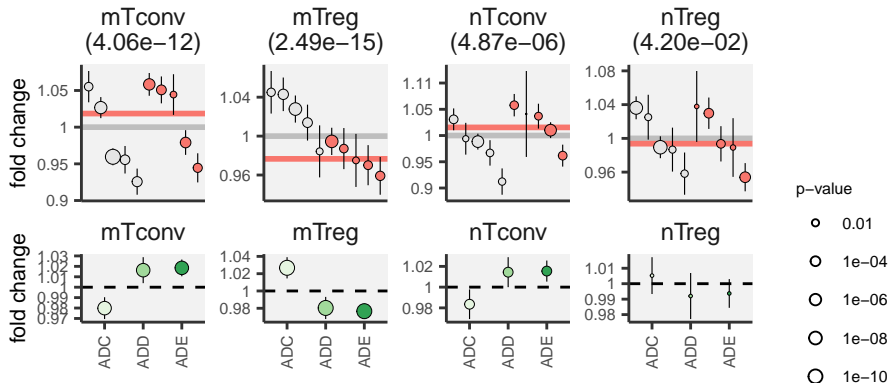 mTconv
(4.06e−12)
mTreg
(2.49e−15)
nTconv
(4.87e−06)
nTreg
(4.20e−02)
fold change
1.05
1
0.95
0.9
1.04
1
0.96
1.11
1.05
1
0.95
0.9
1.08
1.04
1
0.96
mTconv
mTreg
nTconv
nTreg
fold change
1.03
1.02
1.01
1
0.99
0.98
0.97
1.04
1.02
1
0.98
1.02
1
0.98
1.01
1
0.99
0.98
ADC
ADD
ADE
ADC
ADD
ADE
ADC
ADD
ADE
ADC
ADD
ADE
p−value
0.01
1e−04
1e−06
1e−08
1e−10